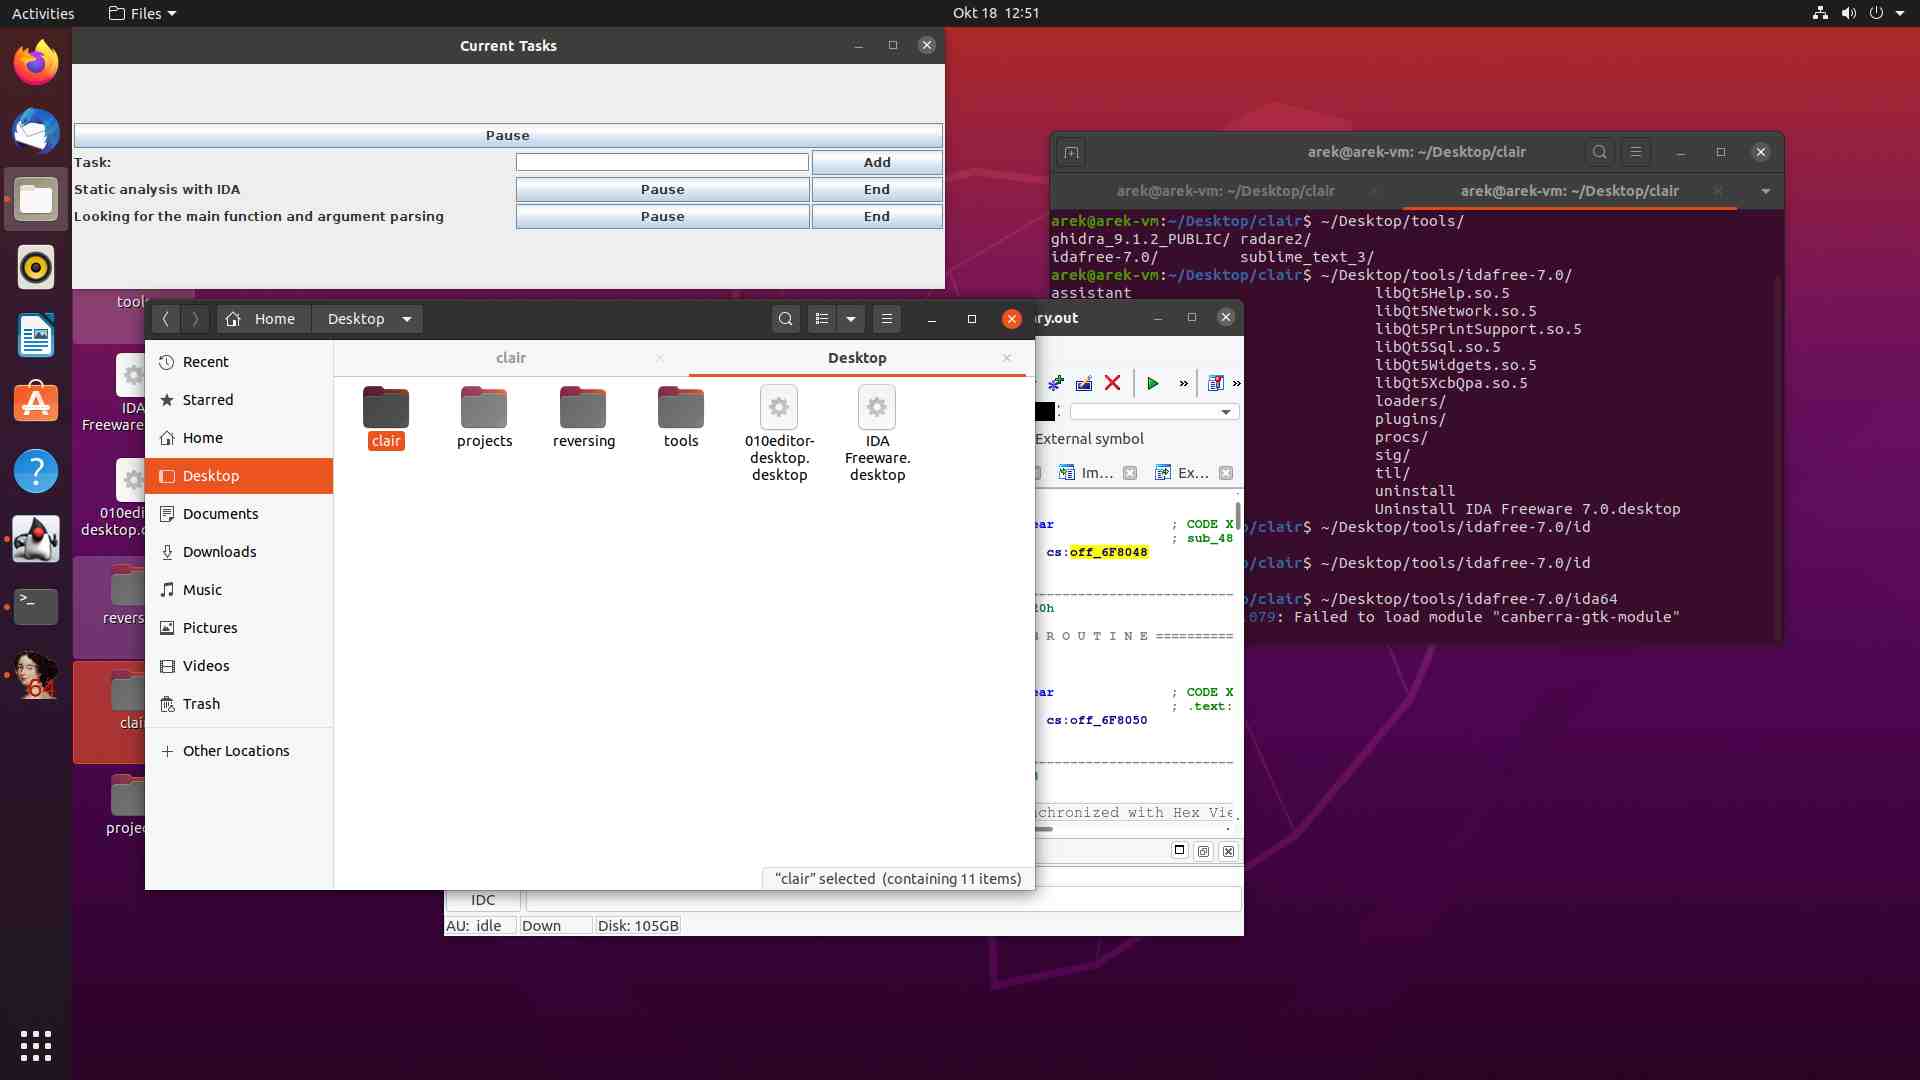 Activities
Files
Okt 18 12:51
Current Tasks
Pause
Task:
Add
Static analysis with IDA
Pause
End
Looking for the main function and argument parsing
Pause
End
arek@arek-vm: ~/Desktop/clair
arek@arek-vm: ~/Desktop/clair
arek@arek-vm: ~/Desktop/clair
arek@arek-vm:~/Desktop/clair$ ~/Desktop/tools/
ghidra_9.1.2_PUBLIC/ radare2/
idafree-7.0/ sublime_text_3/
arek@arek-vm:~/Desktop/clair$ ~/Desktop/tools/idafree-7.0/
assistant libQt5Help.so.5
libQt5Network.so.5
libQt5PrintSupport.so.5
libQt5Sql.so.5
libQt5Widgets.so.5
libQt5XcbQpa.so.5
loaders/
plugins/
procs/
sig/
til/
uninstall
Uninstall IDA Freeware 7.0.desktop
/clair$ ~/Desktop/tools/idafree-7.0/id
/clair$ ~/Desktop/tools/idafree-7.0/id
/clair$ ~/Desktop/tools/idafree-7.0/ida64
079: Failed to load module "canberra-gtk-module"
tool
IDA
Freeware
010edit
desktop.
revers
clair
projec
64
Home
Desktop
clair
Desktop
Recent
Starred
Home
Desktop
Documents
Downloads
Music
Pictures
Videos
Trash
Other Locations
clair
projects
reversing
tools
010editor-
desktop.
desktop
IDA
Freeware.
desktop
“clair” selected (containing 11 items)
ry.out
External symbol
Im...
Ex...
ear ; CODE X
; sub_48
cs:off_6F8048
20h
R O U T I N E ==========
ear ; CODE X
; .text:
cs:off_6F8050
chronized with Hex Vie
IDC
AU: idle
Down
Disk: 105GB